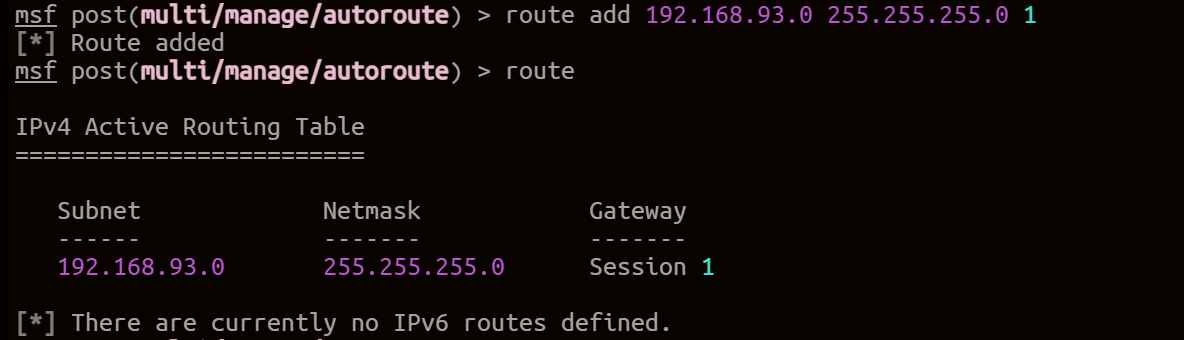 msf post(multi/manage/autoroute) > route add 192.168.93.0 255.255.255.0 1
[*] Route added
msf post(multi/manage/autoroute) > route
IPv4 Active Routing Table
=========================
Subnet Netmask Gateway
------ ------- -------
192.168.93.0 255.255.255.0 Session 1
[*] There are currently no IPv6 routes defined.